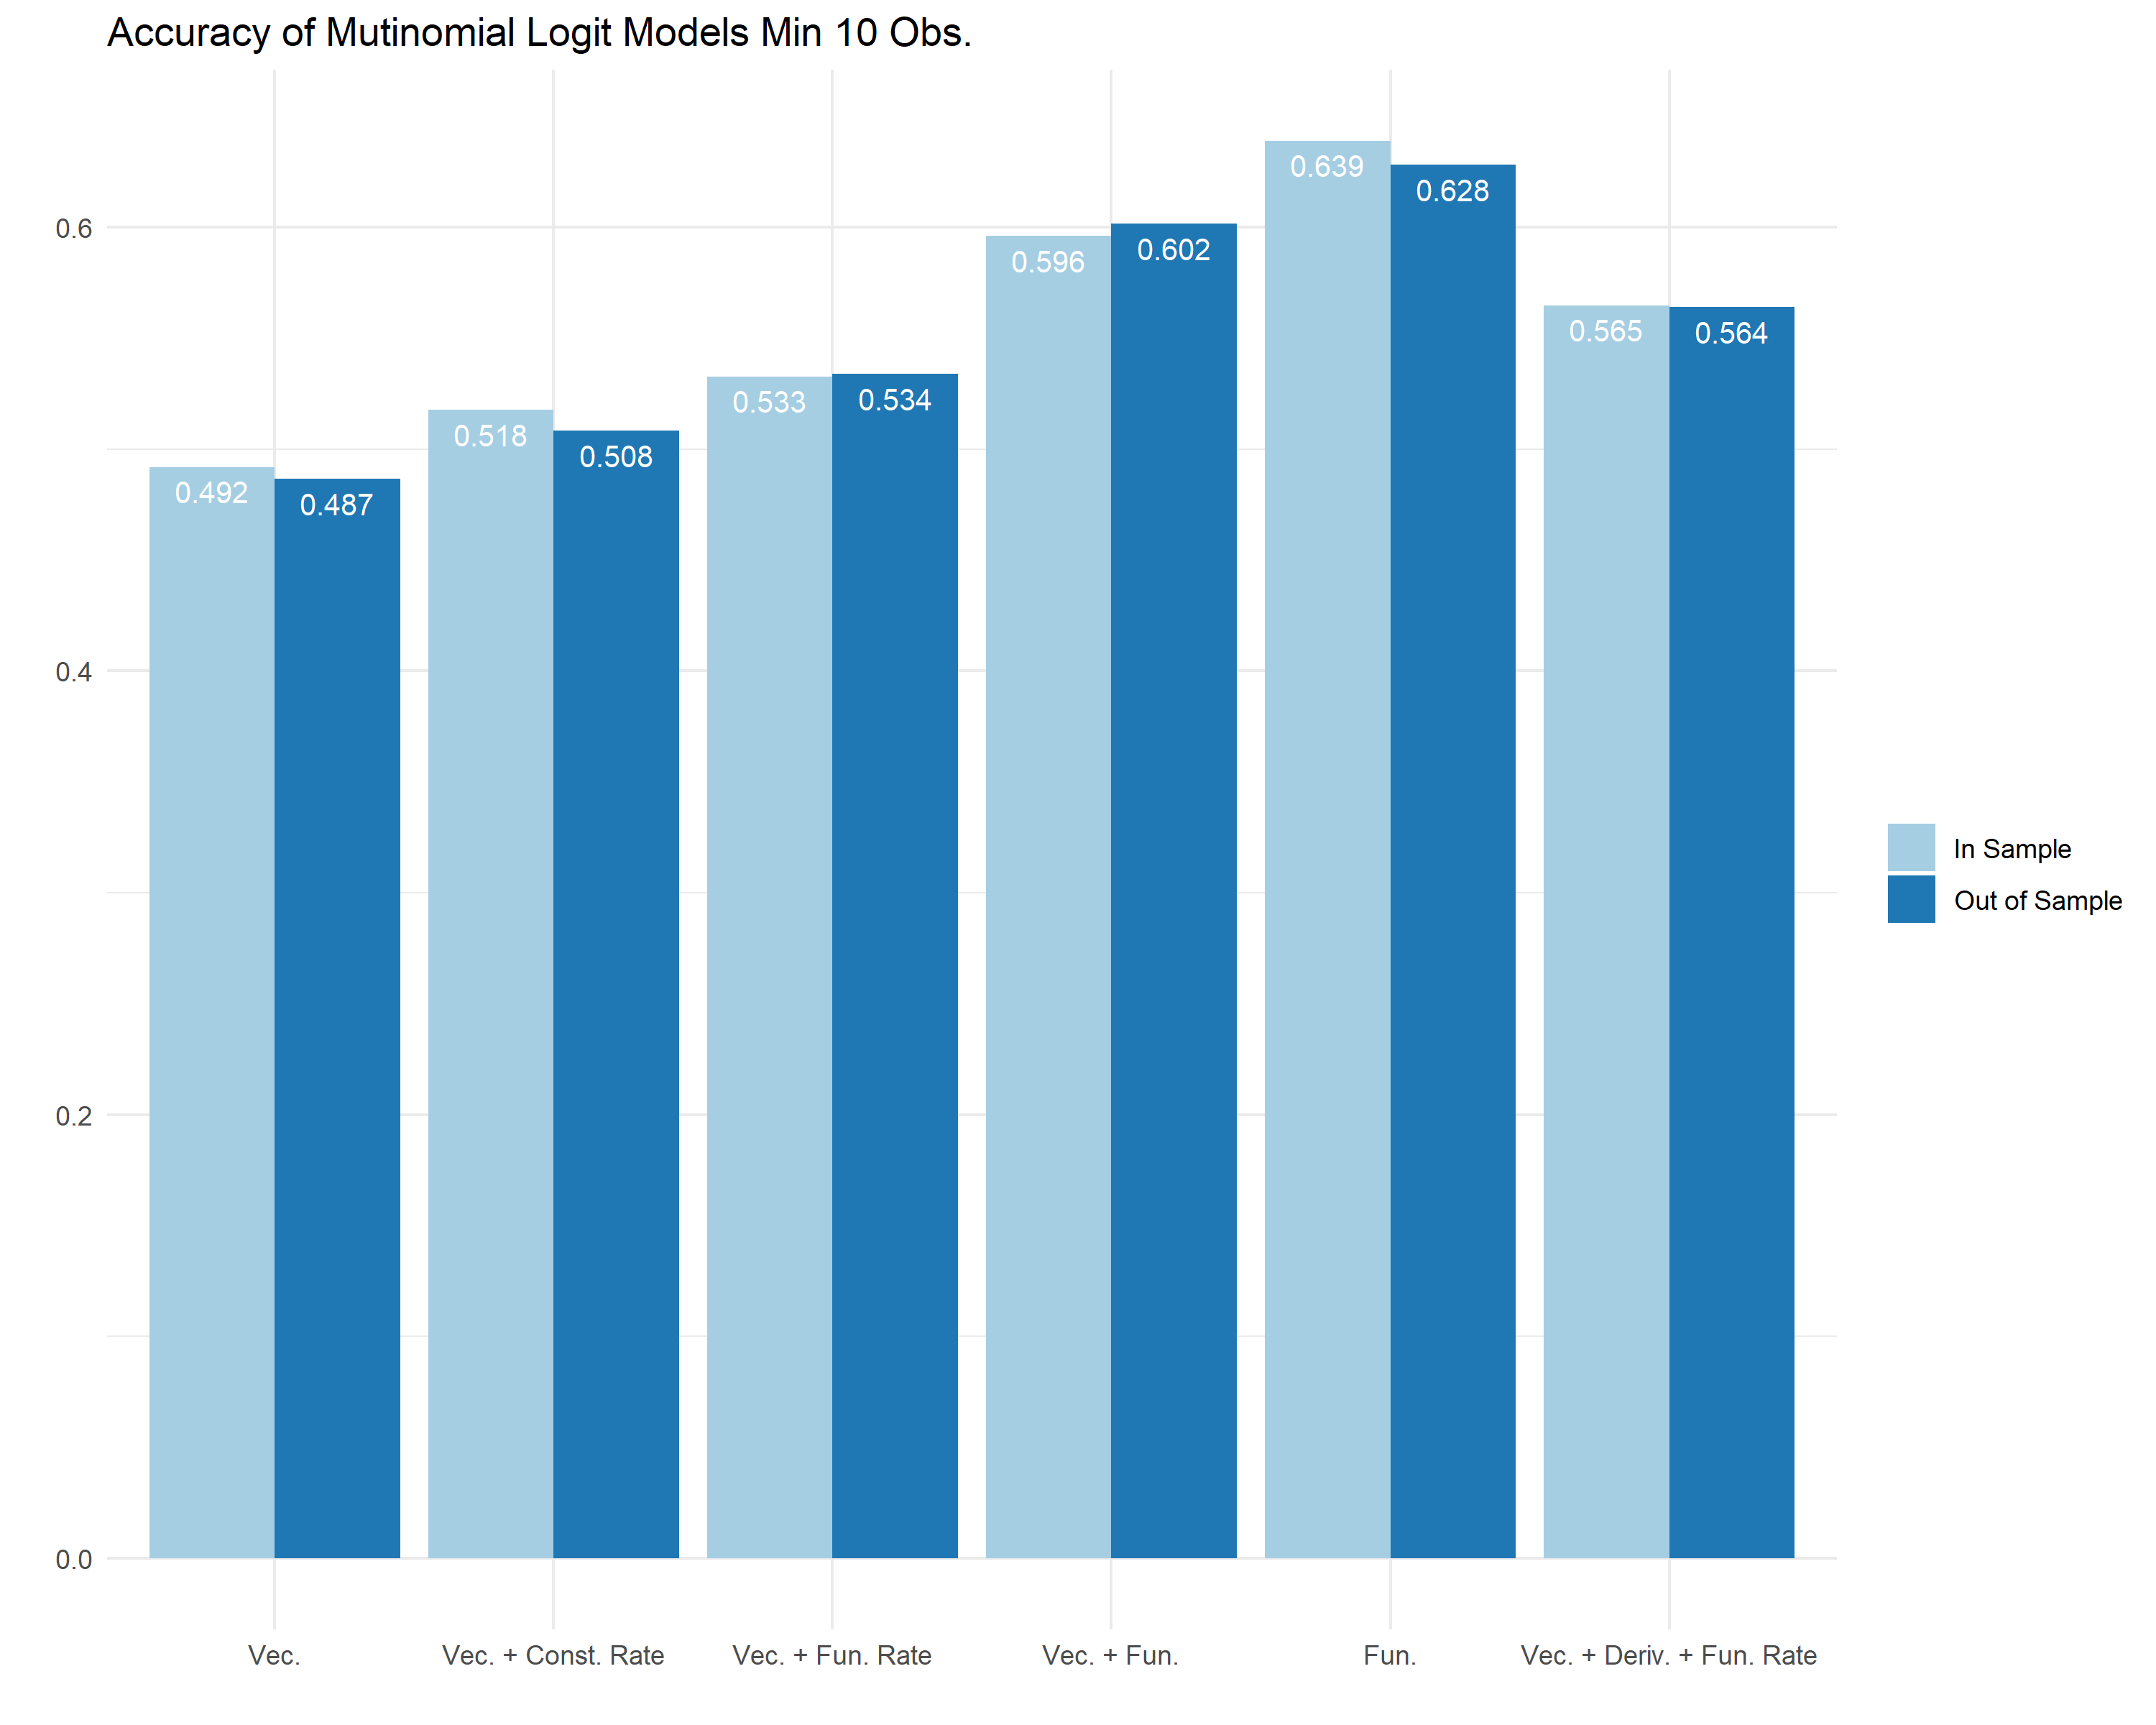 Accuracy of Mutinomial Logit Models Min 10 Obs.
0.6
0.4
0.2
0.0
0.492
0.487
0.518
0.508
0.533
0.534
0.596
0.602
0.639
0.628
0.565
0.564
Vec.
Vec. + Const. Rate
Vec. + Fun. Rate
Vec. + Fun.
Fun.
Vec. + Deriv. + Fun. Rate
In Sample
Out of Sample